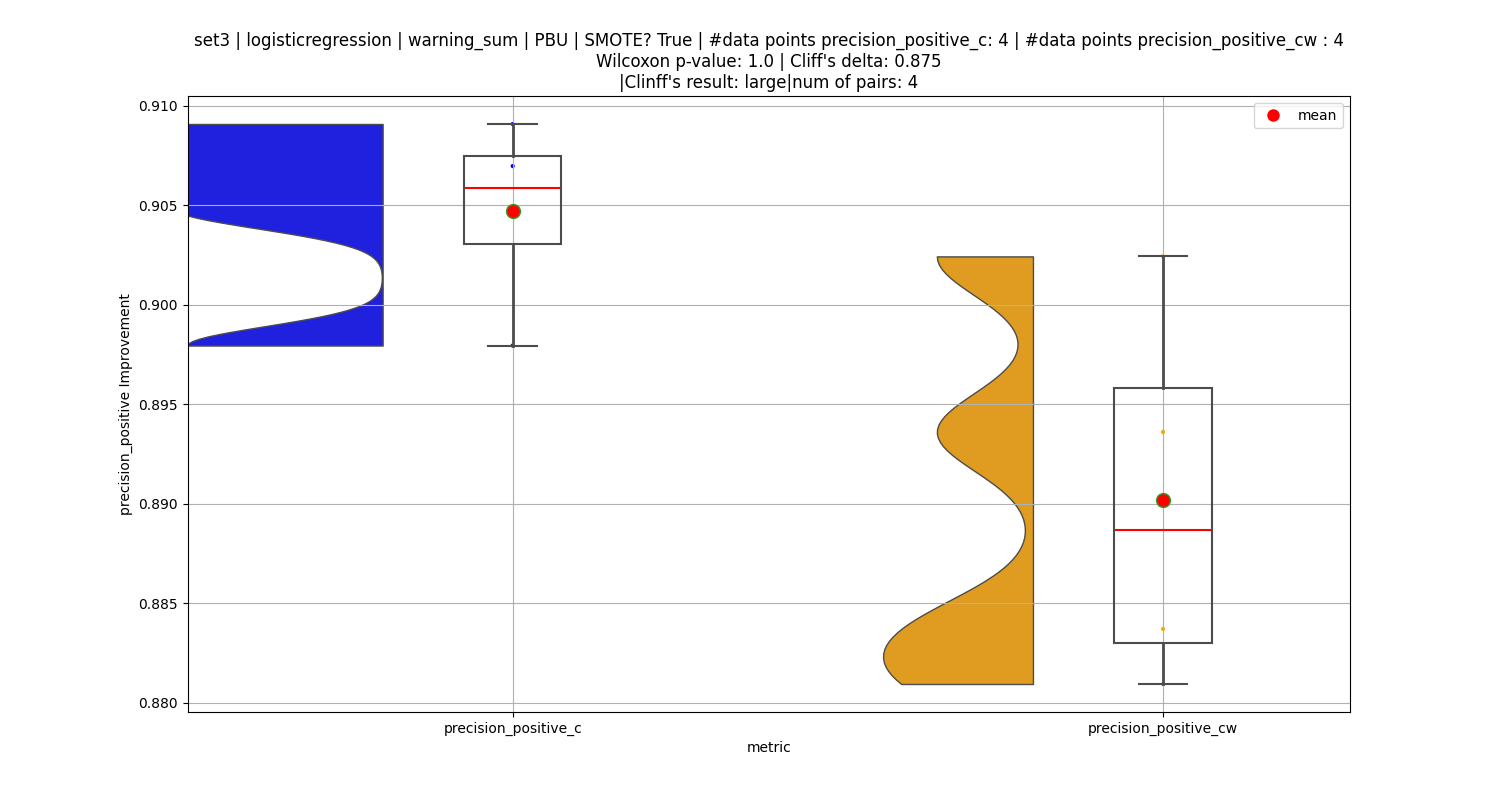 set3 | logisticregression | warning_sum | PBU | SMOTE? True | #data points precision_positive_c: 4 | #data points precision_positive_cw : 4
Wilcoxon p-value: 1.0 | Cliff's delta: 0.875
|Clinff's result: large|num of pairs: 4
mean
0.910
0.905
0.900
0.895
0.890
0.885
0.880
precision_positive Improvement
precision_positive_c
precision_positive_cw
metric